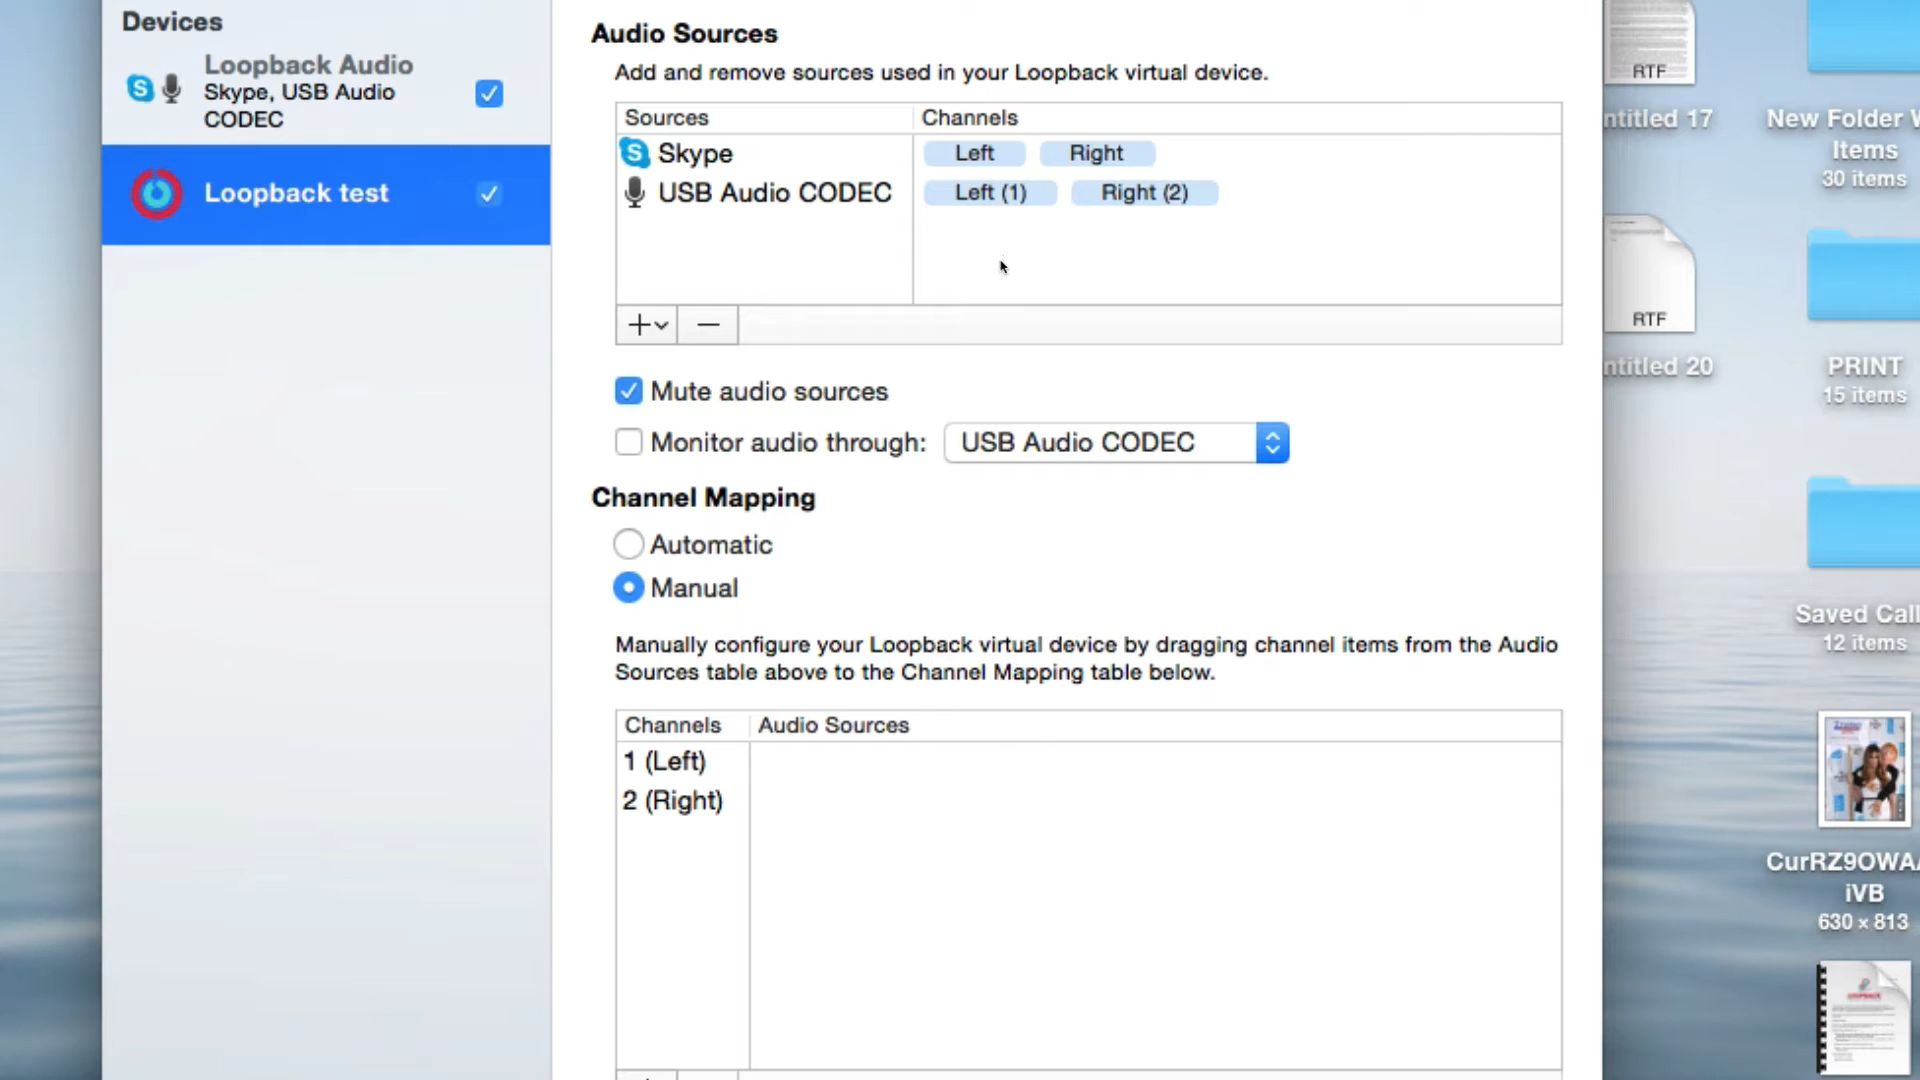 Devices
Loopback Audio
Skype, USB Audio
CODEC
Loopback test
Audio Sources
Add and remove sources used in your Loopback virtual device.
Sources
Channels
Skype
Left
Right
USB Audio CODEC
Left (1)
Right (2)
Mute audio sources
Monitor audio through:
USB Audio CODEC
Channel Mapping
Automatic
Manual
Manually configure your Loopback virtual device by dragging channel items from the Audio
Sources table above to the Channel Mapping table below.
Channels
Audio Sources
1 (Left)
2 (Right)
RTF
ntitled 17
RTF
ntitled 20
New Folder W
Items
30 items
PRINT
15 items
Saved Call
12 items
CurRZ9OWAA
iVB
630 × 813